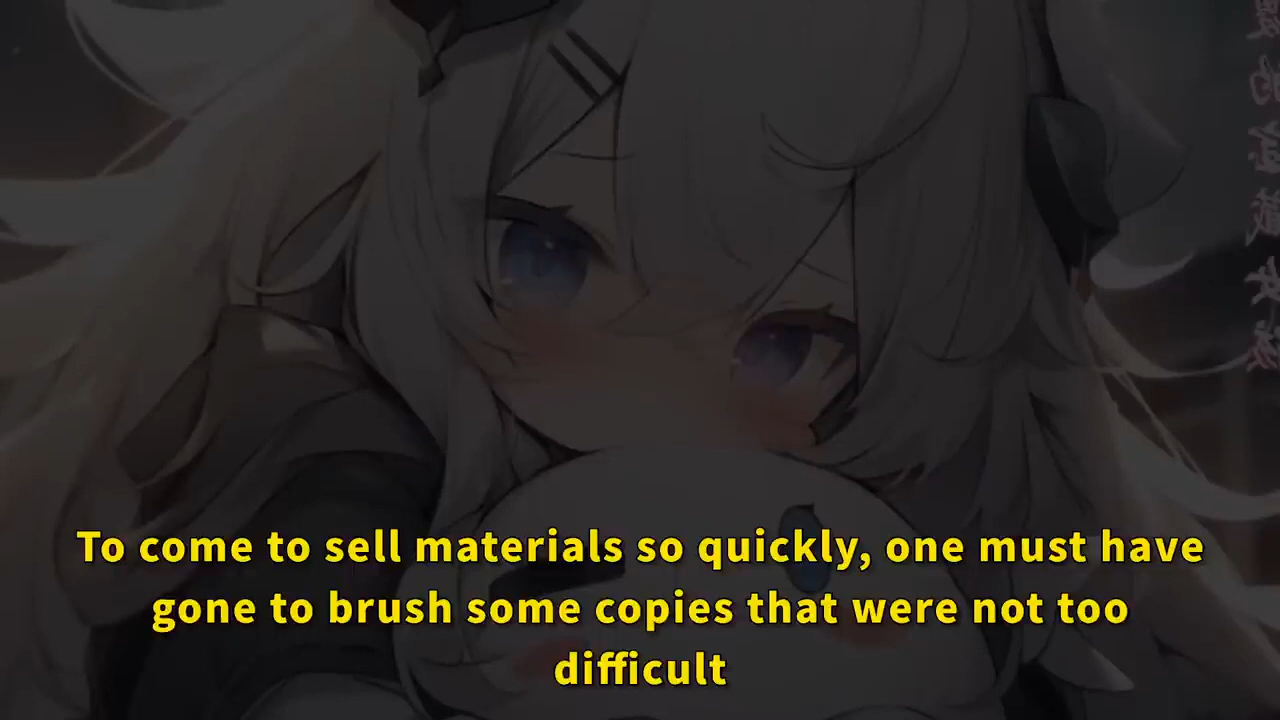 To come to sell materials so quickly, one must have
gone to brush some copies that were not too
difficult